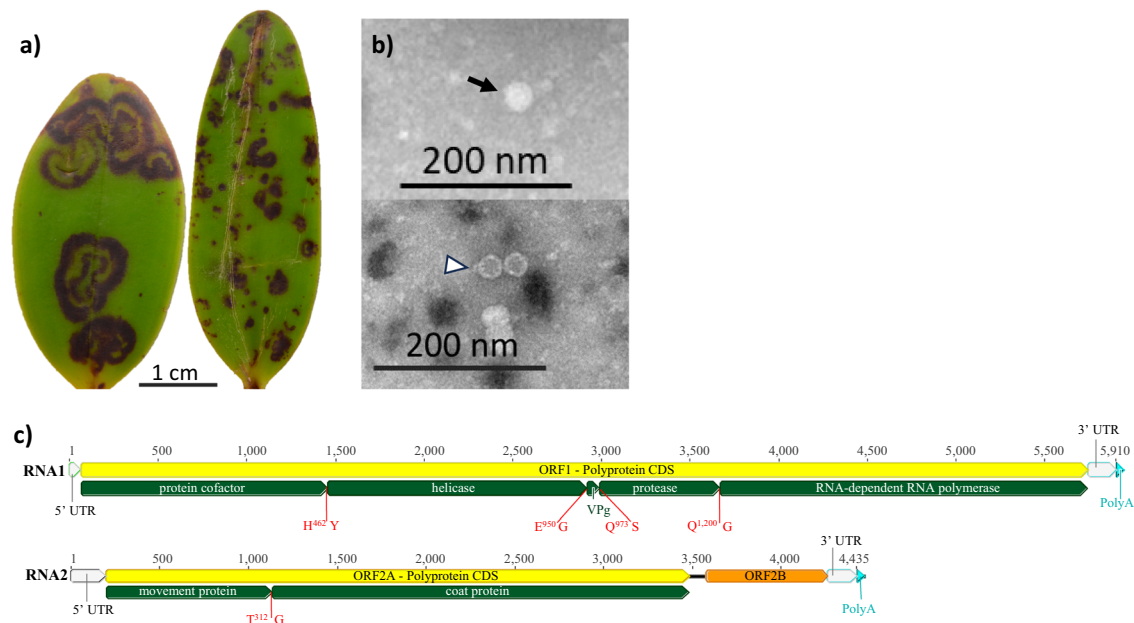 a)
1 cm
b)
200 nm
200 nm
c)
3' UTR
1 500 1,000 1,500 2,000 2,500 3,000 3,500 4,000 4,500 5,000 5,500 5,910
RNA1 ORF1 - Polyprotein CDS
protein cofactor helicase protease RNA-dependent RNA polymerase
5' UTR VPg PolyA
H⁴⁶²Y E⁹⁵⁰G Q⁹⁷³S Q¹,²⁰⁰G
3' UTR
1 500 1,000 1,500 2,000 2,500 3,000 3,500 4,000 4,435
RNA2 ORF2A - Polyprotein CDS ORF2B
movement protein coat protein
5' UTR PolyA
T³¹²G